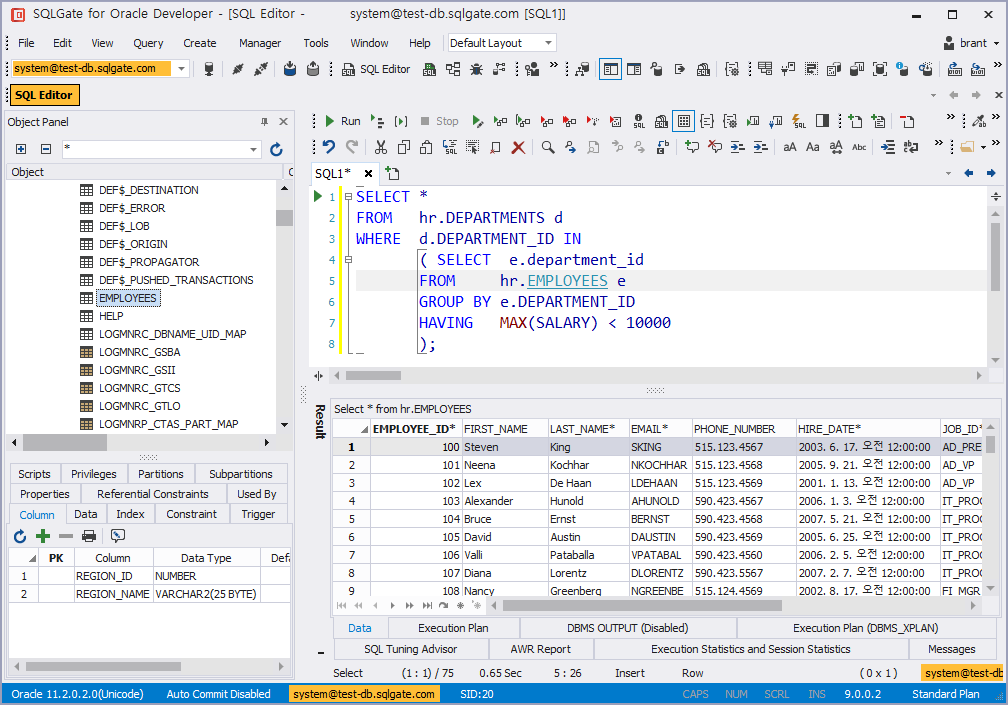 SQLGate for Oracle Developer - [SQL Editor - system@test-db.sqlgate.com [SQL1]]
File Edit View Query Create Manager Tools Window Help Default Layout brant
system@test-db.sqlgate.com SQL Editor
SQL Editor
Object Panel
*
Object
DEF$_DESTINATION
DEF$_ERROR
DEF$_LOB
DEF$_ORIGIN
DEF$_PROPAGATOR
DEF$_PUSHED_TRANSACTIONS
EMPLOYEES
HELP
LOGMNRC_DBNAME_UID_MAP
LOGMNRC_GSBA
LOGMNRC_GSII
LOGMNRC_GTCS
LOGMNRC_GTLO
LOGMNRP_CTAS_PART_MAP
Scripts Privileges Partitions Subpartitions
Properties Referential Constraints Used By
Column Data Index Constraint Trigger
PK Column Data Type Defa
1 REGION_ID NUMBER
2 REGION_NAME VARCHAR2(25 BYTE)
Run Stop
SQL1*
1 SELECT *
2 FROM hr.DEPARTMENTS d
3 WHERE d.DEPARTMENT_ID IN
4 ( SELECT e.department_id
5 FROM hr.EMPLOYEES e
6 GROUP BY e.DEPARTMENT_ID
7 HAVING MAX(SALARY) < 10000
8 );
Result
Select * from hr.EMPLOYEES
EMPLOYEE_ID* FIRST_NAME LAST_NAME* EMAIL* PHONE_NUMBER HIRE_DATE* JOB_ID*
1 100 Steven King SKING 515.123.4567 2003. 6. 17. 오전 12:00:00 AD_PRE
2 101 Neena Kochhar NKOCHHAR 515.123.4568 2005. 9. 21. 오전 12:00:00 AD_VP
3 102 Lex De Haan LDEHAAN 515.123.4569 2001. 1. 13. 오전 12:00:00 AD_VP
4 103 Alexander Hunold AHUNOLD 590.423.4567 2006. 1. 3. 오전 12:00:00 IT_PROG
5 104 Bruce Ernst BERNST 590.423.4568 2007. 5. 21. 오전 12:00:00 IT_PROG
6 105 David Austin DAUSTIN 590.423.4569 2005. 6. 25. 오전 12:00:00 IT_PROG
7 106 Valli Pataballa VPATABAL 590.423.4560 2006. 2. 5. 오전 12:00:00 IT_PROG
8 107 Diana Lorentz DLORENTZ 590.423.5567 2007. 2. 7. 오전 12:00:00 IT_PROG
9 108 Nancy Greenberg NGREENBE 515.124.4569 2002. 8. 17. 오전 12:00:00 FI_MGR
Data Execution Plan DBMS OUTPUT (Disabled) Execution Plan (DBMS_XPLAN)
SQL Tuning Advisor AWR Report Execution Statistics and Session Statistics Messages
Select (1 : 1) / 75 0.65 Sec 5 : 26 Insert Row ( 0 x 1 ) system@test-db
Oracle 11.2.0.2.0(Unicode) Auto Commit Disabled system@test-db.sqlgate.com SID:20 CAPS NUM SCRL INS 9.0.0.2 Standard Plan